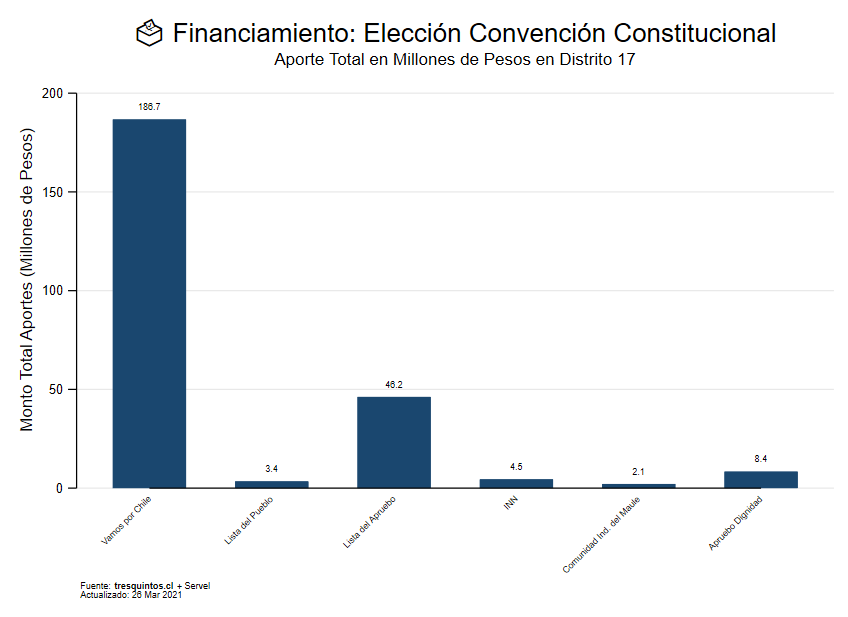 Financiamiento: Elección Convención Constitucional
Aporte Total en Millones de Pesos en Distrito 17
Monto Total Aportes (Millones de Pesos)
200
150
100
50
0
186.7
3.4
46.2
4.5
2.1
8.4
Vamos por Chile
Lista del Pueblo
Lista del Apruebo
INN
Comunidad Ind. del Maule
Apruebo Dignidad
Fuente: tresquintos.cl + Servel
Actualizado: 26 Mar 2021